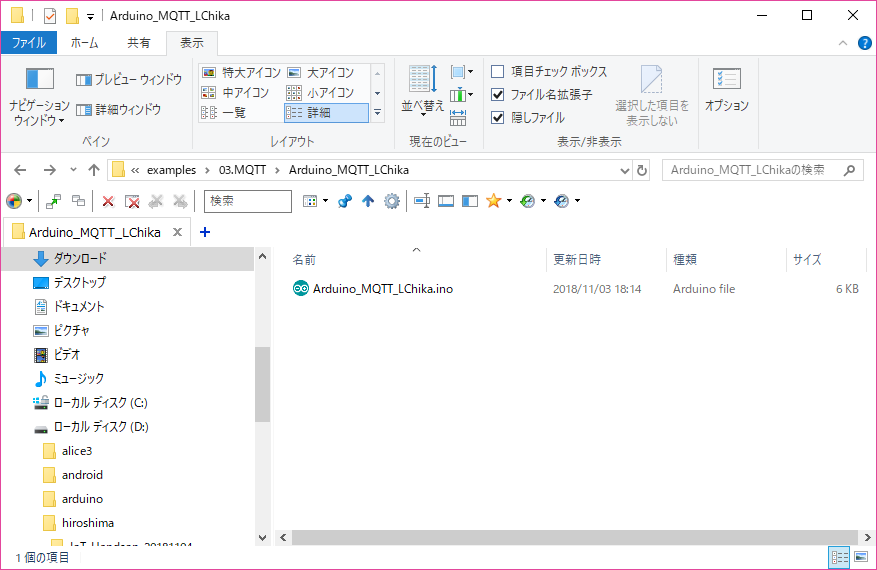 Arduino_MQTT_LChika
ファイル ホーム 共有 表示
ナビゲーション ウィンドウ
プレビュー ウィンドウ
詳細ウィンドウ
ペイン
特大アイコン 大アイコン
中アイコン 小アイコン
一覧 詳細
レイアウト
並べ替え
現在のビュー
項目チェック ボックス
ファイル名拡張子
隠しファイル
選択した項目を
表示しない
表示/非表示
オプション
« examples › 03.MQTT › Arduino_MQTT_LChika
Arduino_MQTT_LChikaの検索
検索
Arduino_MQTT_LChika
ダウンロード
デスクトップ
ドキュメント
ピクチャ
ビデオ
ミュージック
ローカル ディスク (C:)
ローカル ディスク (D:)
alice3
android
arduino
hiroshima
IoT_Handson_20181104
名前 更新日時 種類 サイズ
Arduino_MQTT_LChika.ino 2018/11/03 18:14 Arduino file 6 KB
1 個の項目